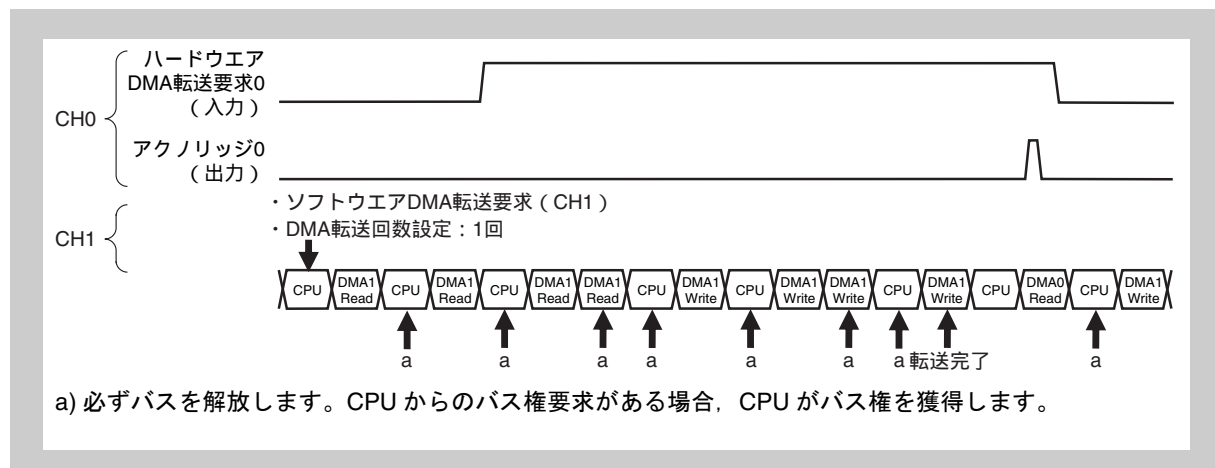 ハードウエア
DMA転送要求0
（入力）
CH0
アクノリッジ0
（出力）
・ソフトウエアDMA転送要求（CH1）
・DMA転送回数設定：1回
CH1
CPU DMA1 Read CPU DMA1 Read CPU DMA1 Read DMA1 Read CPU DMA1 Write CPU DMA1 Write DMA1 Write CPU DMA1 Write CPU DMA0 Read CPU DMA1 Write
a a a a a a a 転送完了 a
a) 必ずバスを解放します。CPU からのバス権要求がある場合，CPU がバス権を獲得します。